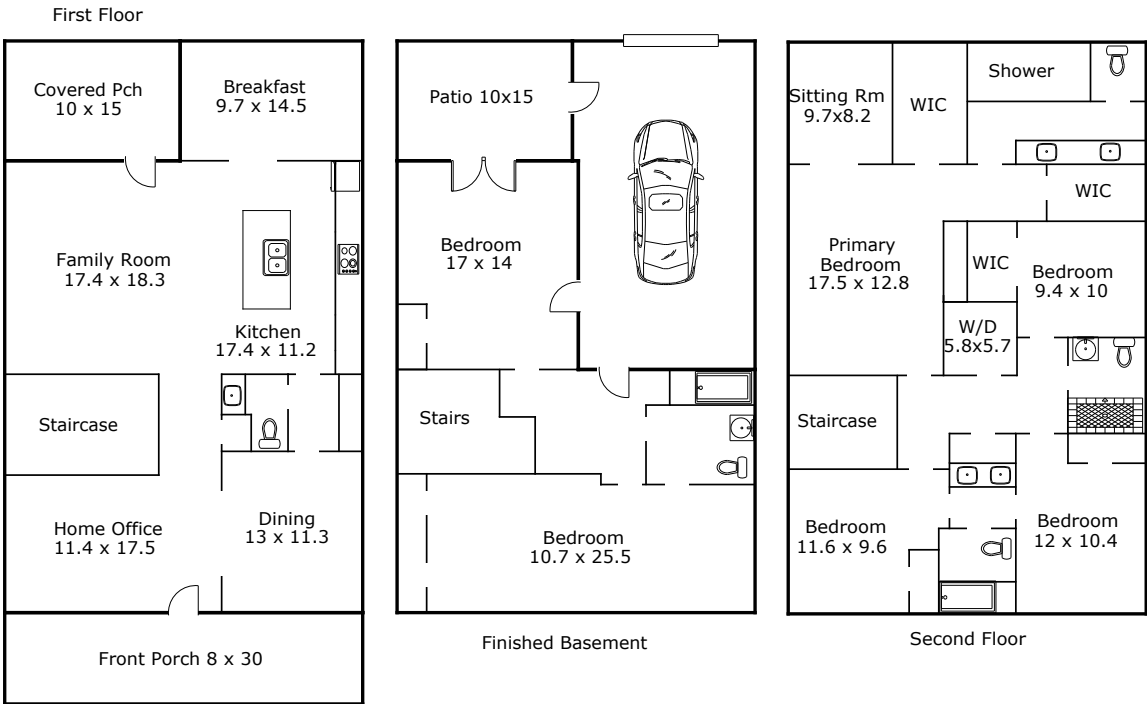 First Floor
Covered Pch
10 x 15
Breakfast
9.7 x 14.5
Family Room
17.4 x 18.3
Kitchen
17.4 x 11.2
Staircase
Home Office
11.4 x 17.5
Dining
13 x 11.3
Front Porch 8 x 30
Patio 10x15
Bedroom
17 x 14
Stairs
Bedroom
10.7 x 25.5
Finished Basement
Sitting Rm
9.7x8.2
WIC
Shower
WIC
Primary
Bedroom
17.5 x 12.8
WIC
Bedroom
9.4 x 10
W/D
5.8x5.7
Staircase
Bedroom
11.6 x 9.6
Bedroom
12 x 10.4
Second Floor